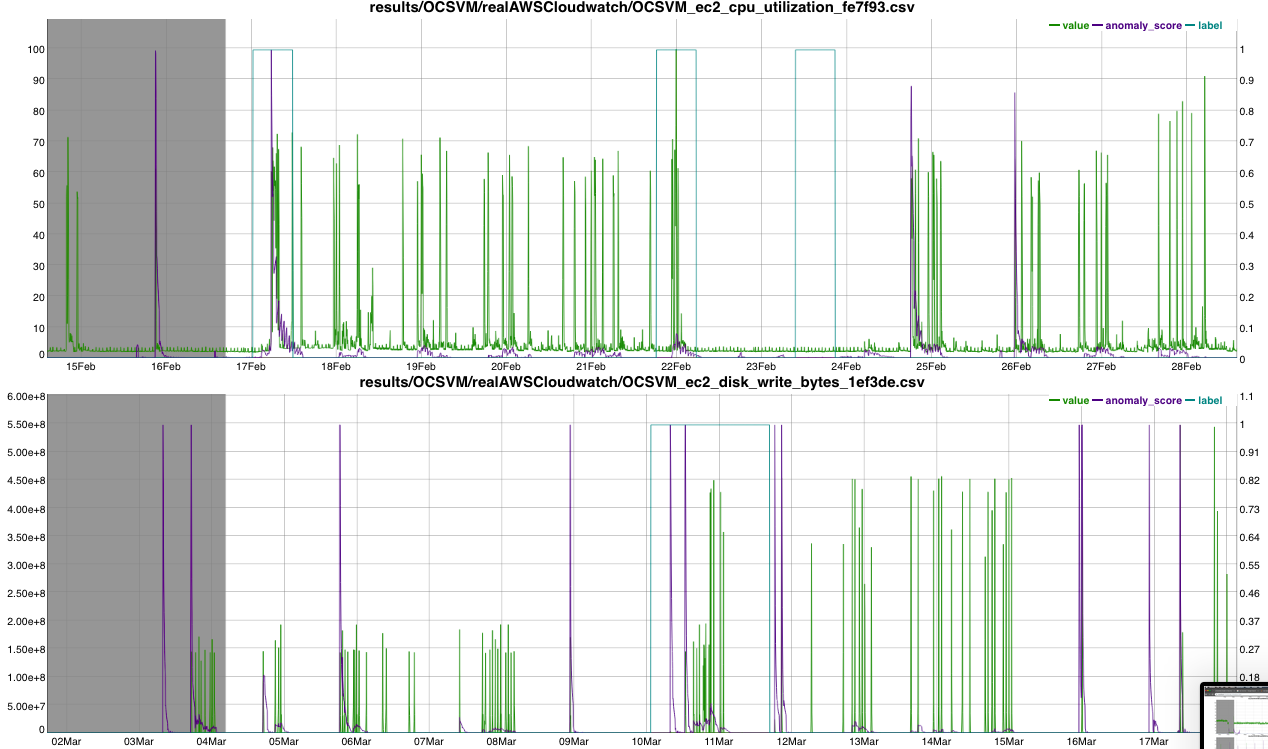 results/OCSVM/realAWSCloudwatch/OCSVM_ec2_cpu_utilization_fe7f93.csv
value anomaly_score label
100 1
90 0.9
80 0.8
70 0.7
60 0.6
50 0.5
40 0.4
30 0.3
20 0.2
10 0.1
0 0
15Feb 16Feb 17Feb 18Feb 19Feb 20Feb 21Feb 22Feb 23Feb 24Feb 25Feb 26Feb 27Feb 28Feb
results/OCSVM/realAWSCloudwatch/OCSVM_ec2_disk_write_bytes_1ef3de.csv
6.00e+8 1.1
value anomaly_score label
5.50e+8 1
5.00e+8 0.91
4.50e+8 0.82
4.00e+8 0.73
3.50e+8 0.64
3.00e+8 0.55
2.50e+8 0.46
2.00e+8 0.37
1.50e+8 0.27
1.00e+8 0.18
5.00e+7
0
02Mar 03Mar 04Mar 05Mar 06Mar 07Mar 08Mar 09Mar 10Mar 11Mar 12Mar 13Mar 14Mar 15Mar 16Mar 17Mar